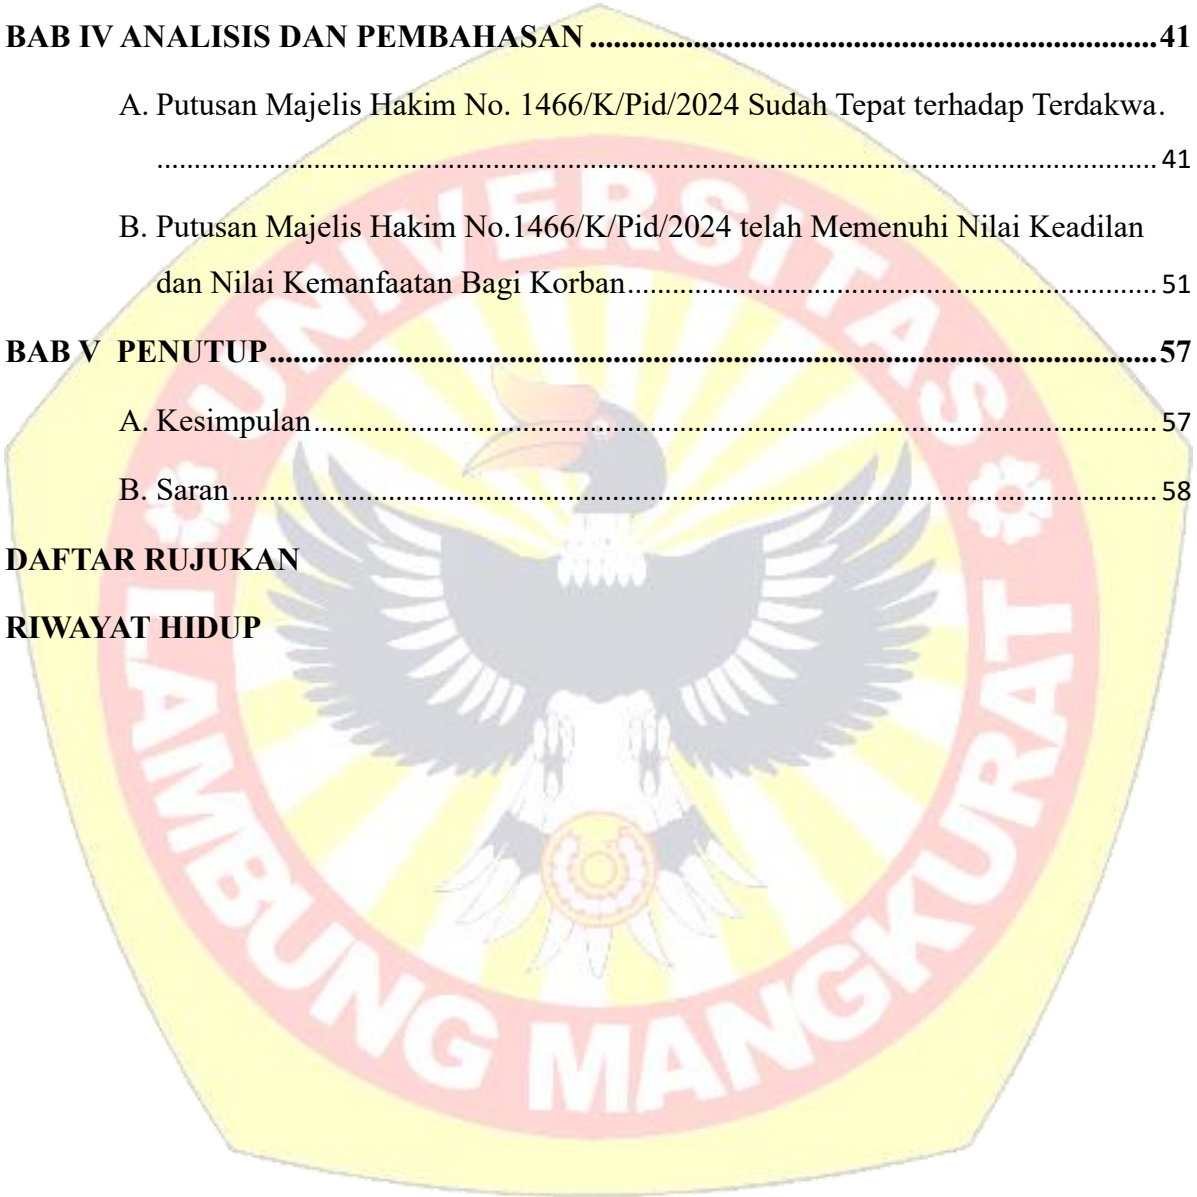 BAB IV ANALISIS DAN PEMBAHASAN ........................................................................41
A. Putusan Majelis Hakim No. 1466/K/Pid/2024 Sudah Tepat terhadap Terdakwa.
................................................................................................................................ 41
B. Putusan Majelis Hakim No.1466/K/Pid/2024 telah Memenuhi Nilai Keadilan
dan Nilai Kemanfaatan Bagi Korban.................................................................... 51
BAB V  PENUTUP.................................................................................................................57
A. Kesimpulan............................................................................................................ 57
B. Saran...................................................................................................................... 58
DAFTAR RUJUKAN
RIWAYAT HIDUP
UNIVERSITAS
LAMBUNG MANGKURAT